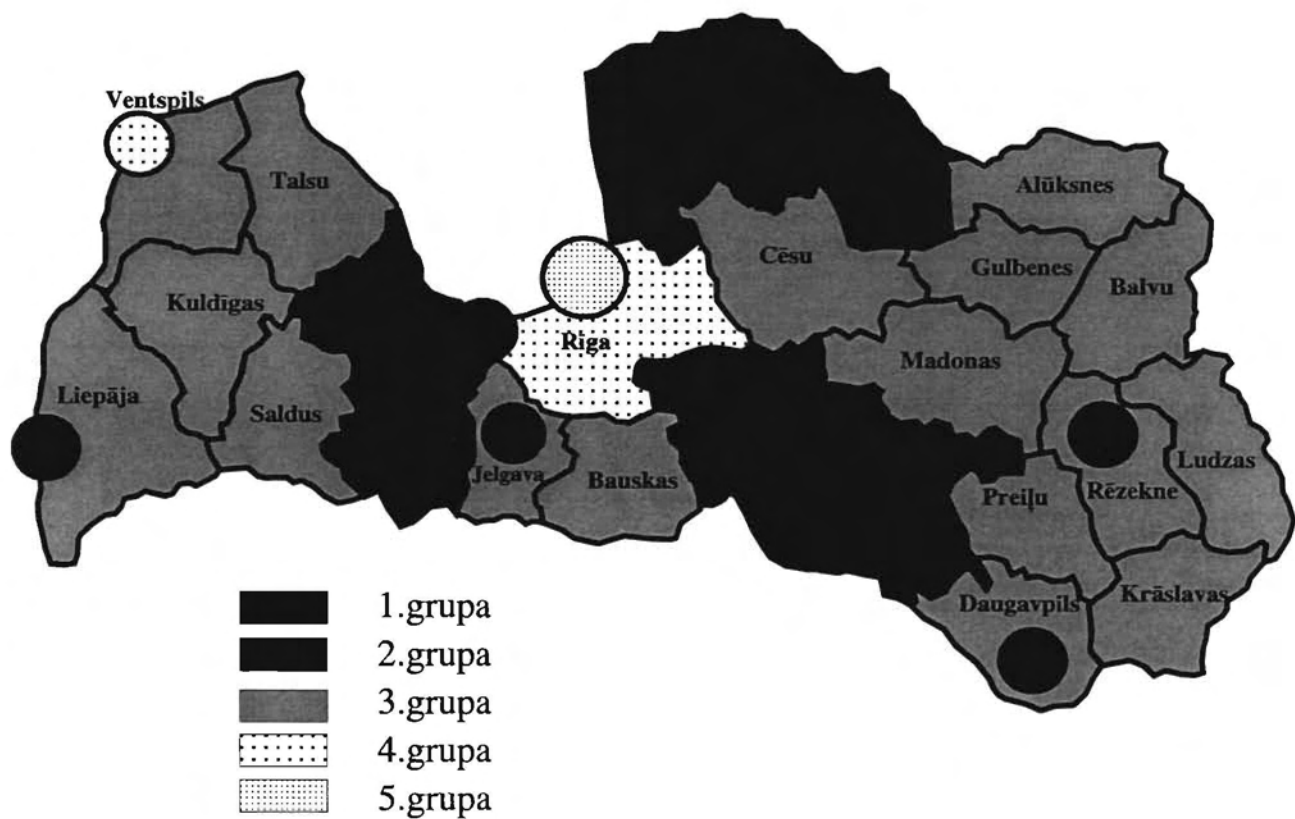 Ventspils
Talsu
Alūksnes
Cēsu
Gulbenes
Balvu
Kuldīgas
Rīga
Madonas
Liepāja
Saldus
Jelgava
Bauskas
Ludzas
Preiļu
Rēzekne
Daugavpils
Krāslavas
1.grupa
2.grupa
3.grupa
4.grupa
5.grupa